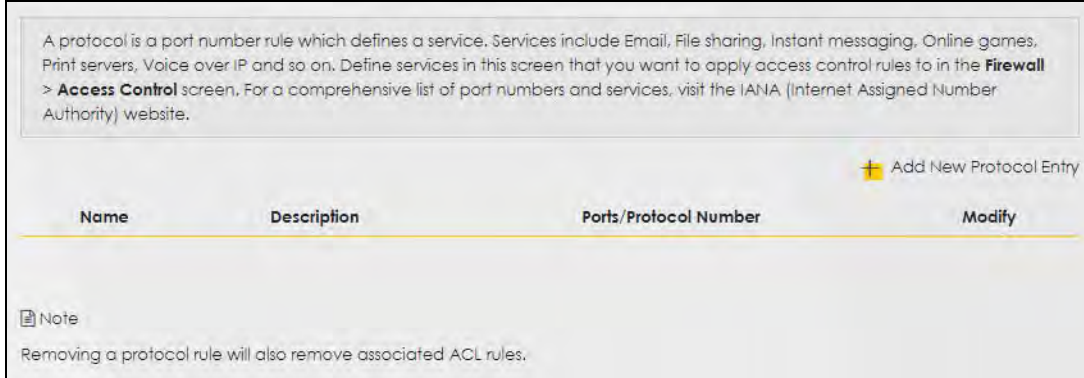 A protocol is a port number rule which defines a service. Services include Email, File sharing, Instant messaging, Online games,
Print servers, Voice over IP and so on. Define services in this screen that you want to apply access control rules to in the Firewall
> Access Control screen. For a comprehensive list of port numbers and services, visit the IANA (Internet Assigned Number
Authority) website.
Add New Protocol Entry
Name Description Ports/Protocol Number Modify
Note
Removing a protocol rule will also remove associated ACL rules.